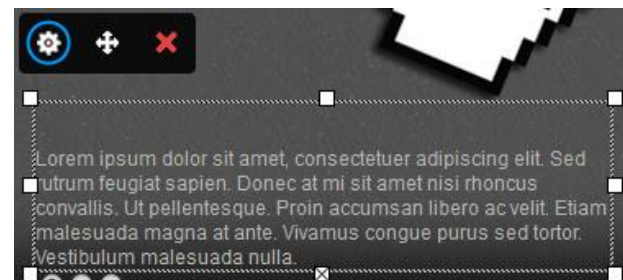 Lorem ipsum dolor sit amet, consectetuer adipiscing elit. Sed
rutrum feugiat sapien. Donec at mi sit amet nisi rhoncus
convallis. Ut pellentesque. Proin accumsan libero ac velit. Etiam
malesuada magna at ante. Vivamus congue purus sed tortor.
Vestibulum malesuada nulla.